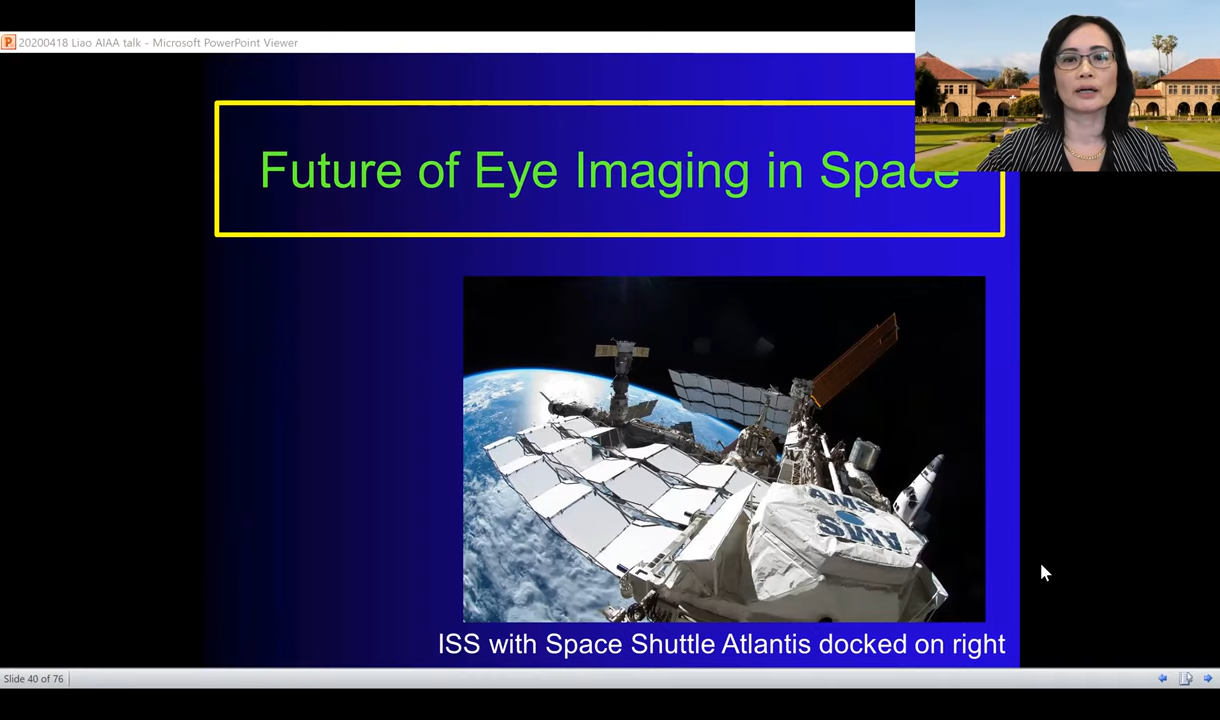 20200418 Liao AIAA talk - Microsoft PowerPoint Viewer
Future of Eye Imaging in Space
AMS
AMS
ISS with Space Shuttle Atlantis docked on right
Slide 40 of 76